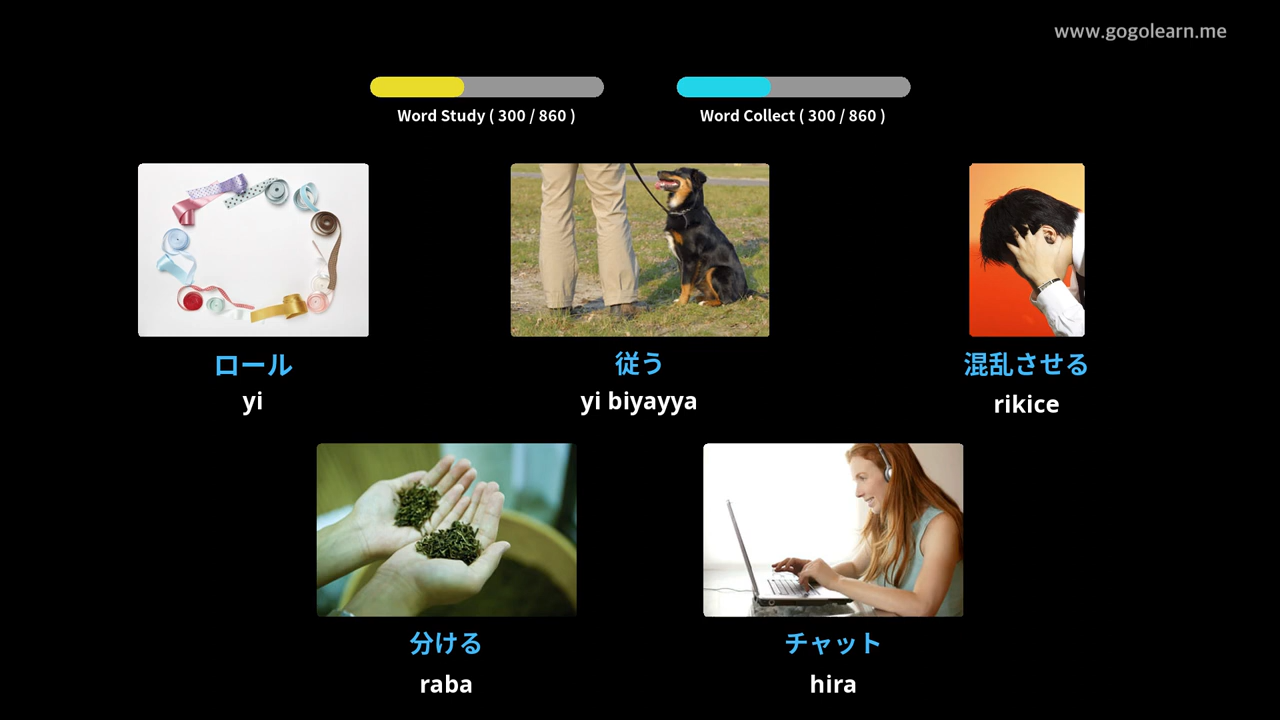 www.gogolearn.me
Word Study ( 300 / 860 )
Word Collect ( 300 / 860 )
ロール
yi
従う
yi biyayya
混乱させる
rikice
分ける
raba
チャット
hira